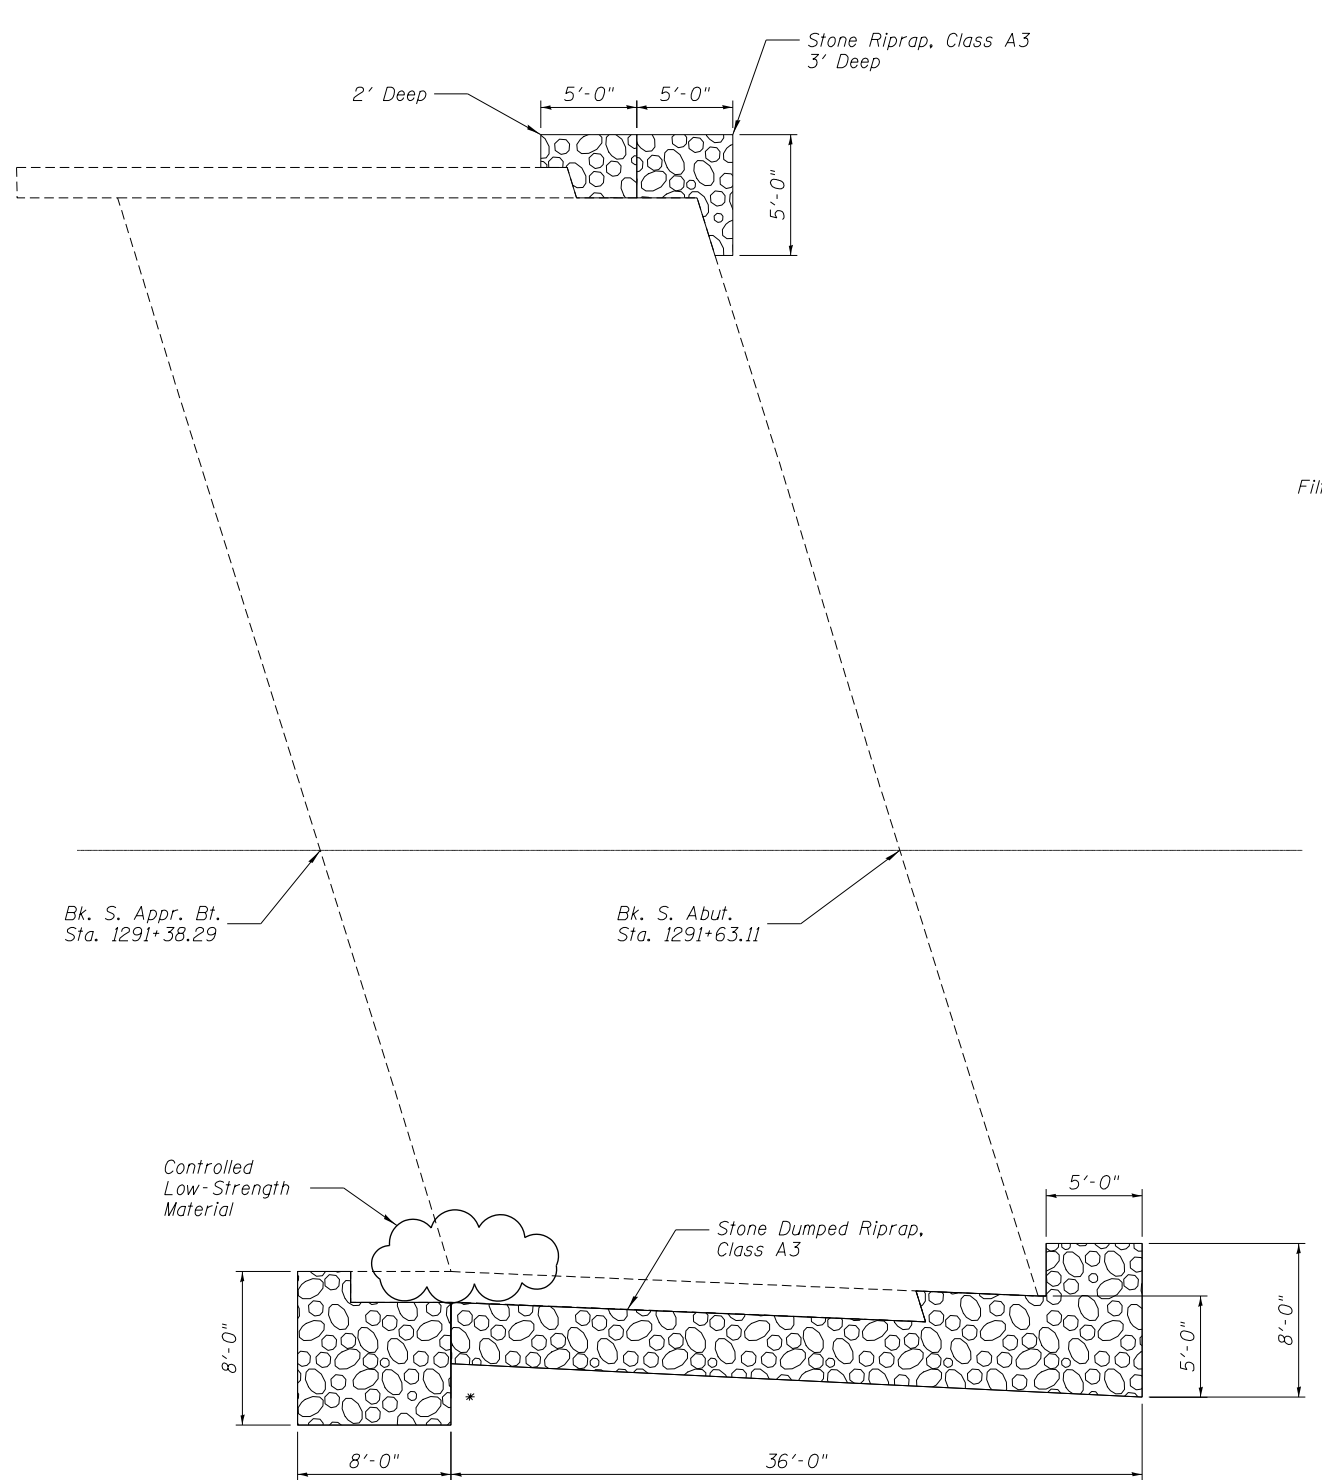 Stone Riprap, Class A3
3' Deep
2' Deep
5'-0"
5'-0"
5'-0"
Bk. S. Appr. Bt.
Sta. 1291+38.29
Bk. S. Abut.
Sta. 1291+63.11
Controlled
Low-Strength
Material
Stone Dumped Riprap,
Class A3
5'-0"
8'-0"
5'-0"
8'-0"
*
8'-0"
36'-0"